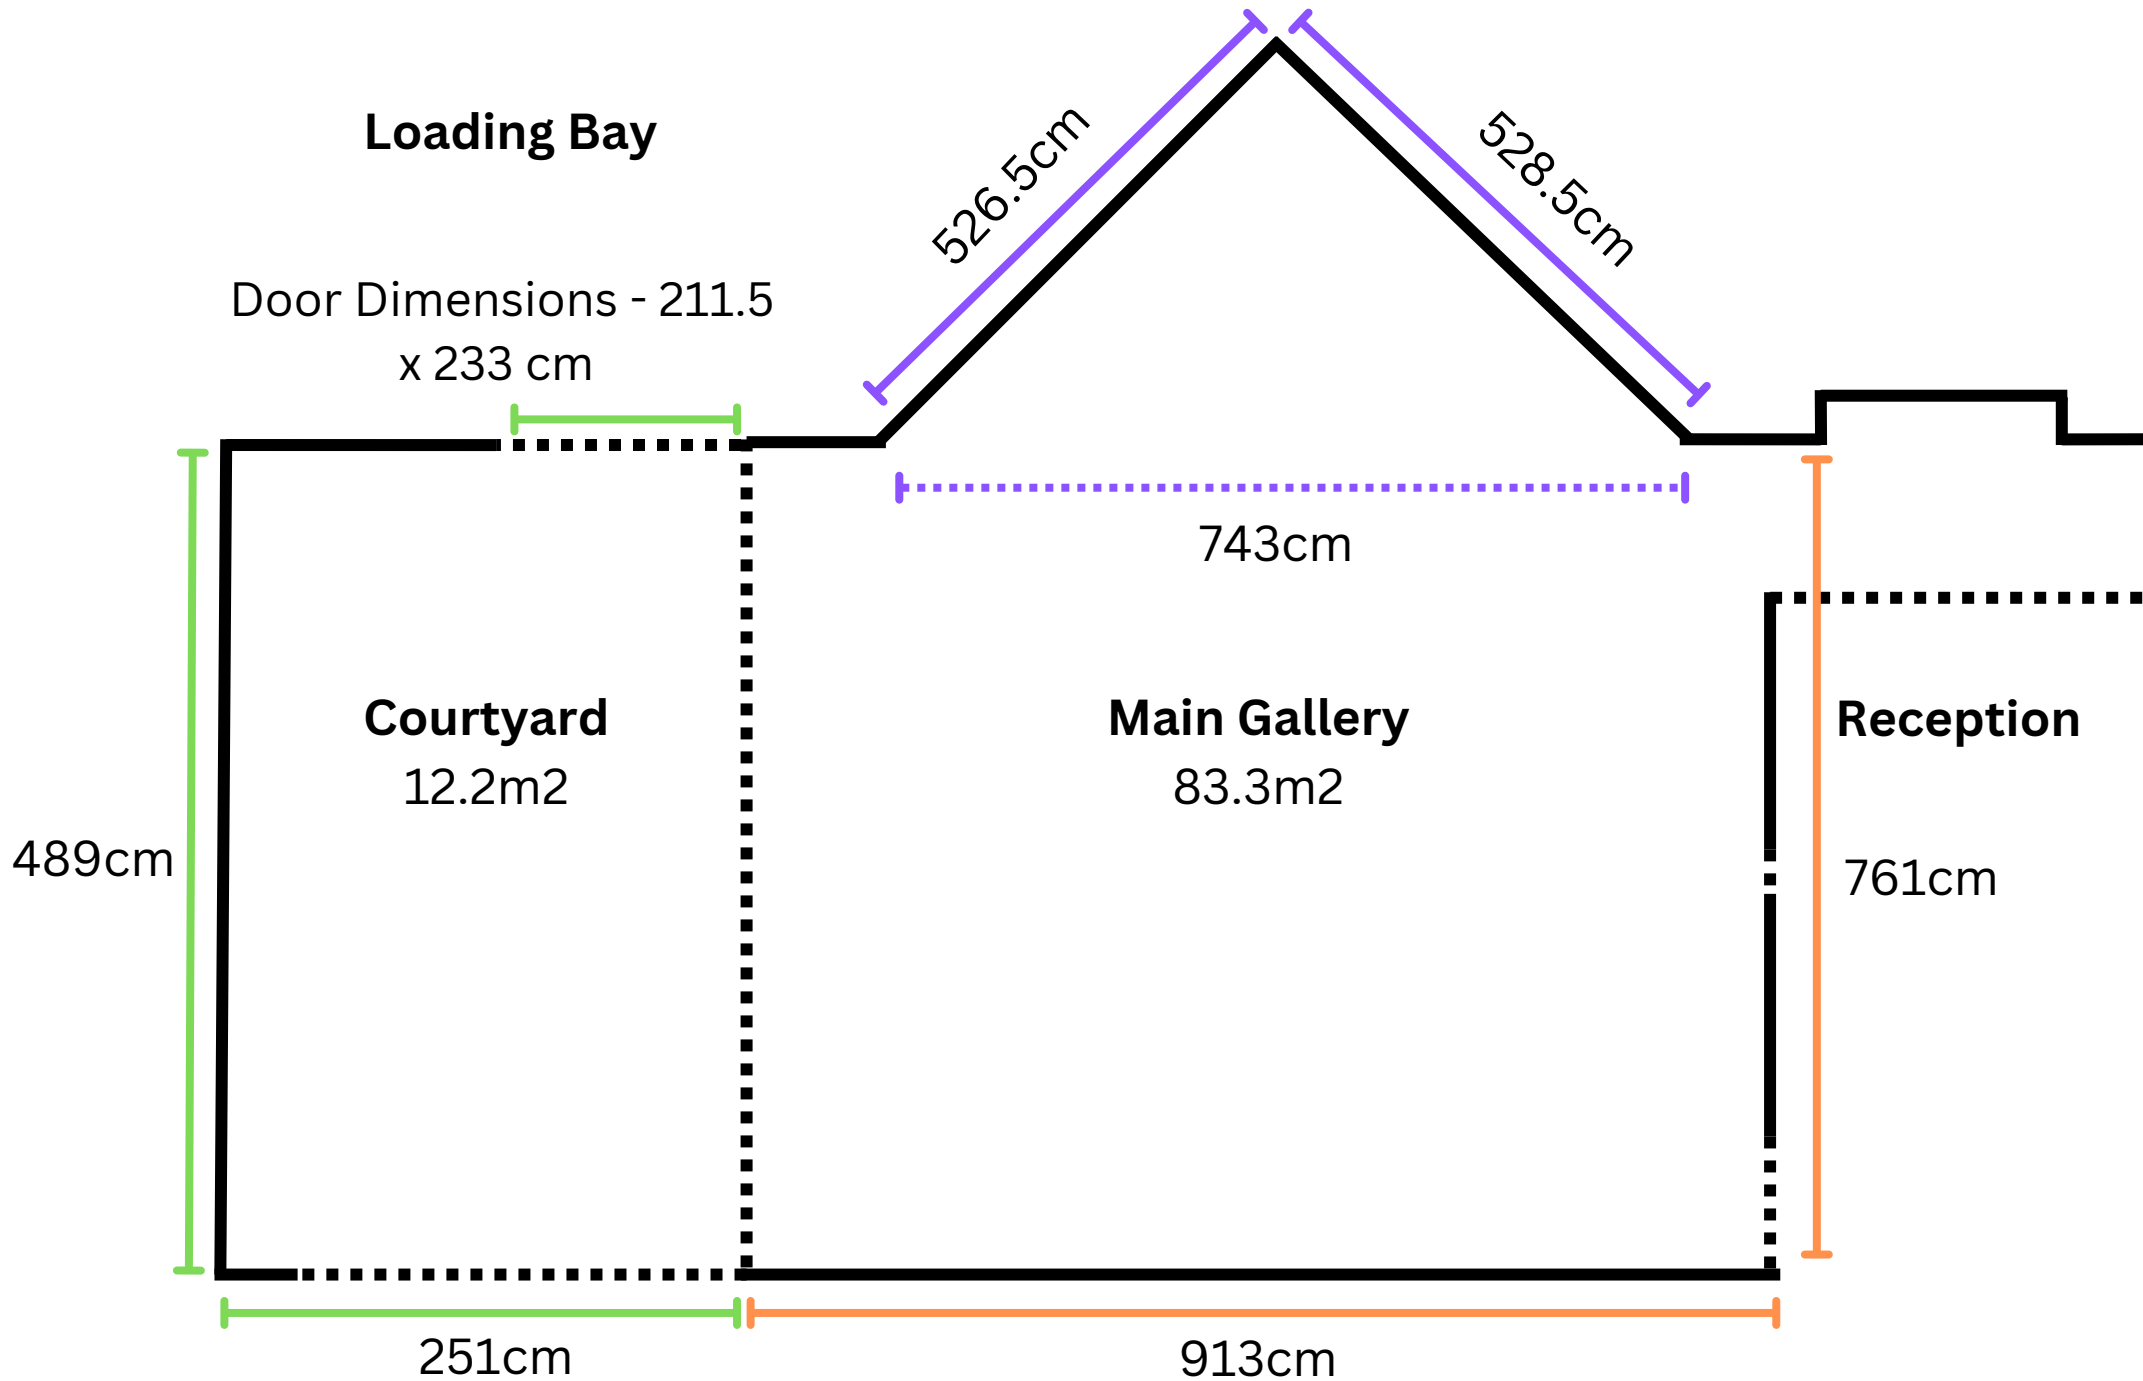 Loading Bay
526.5cm
528.5cm
Door Dimensions - 211.5
x 233 cm
743cm
Courtyard
12.2m2
Main Gallery
83.3m2
Reception
489cm
761cm
251cm
913cm